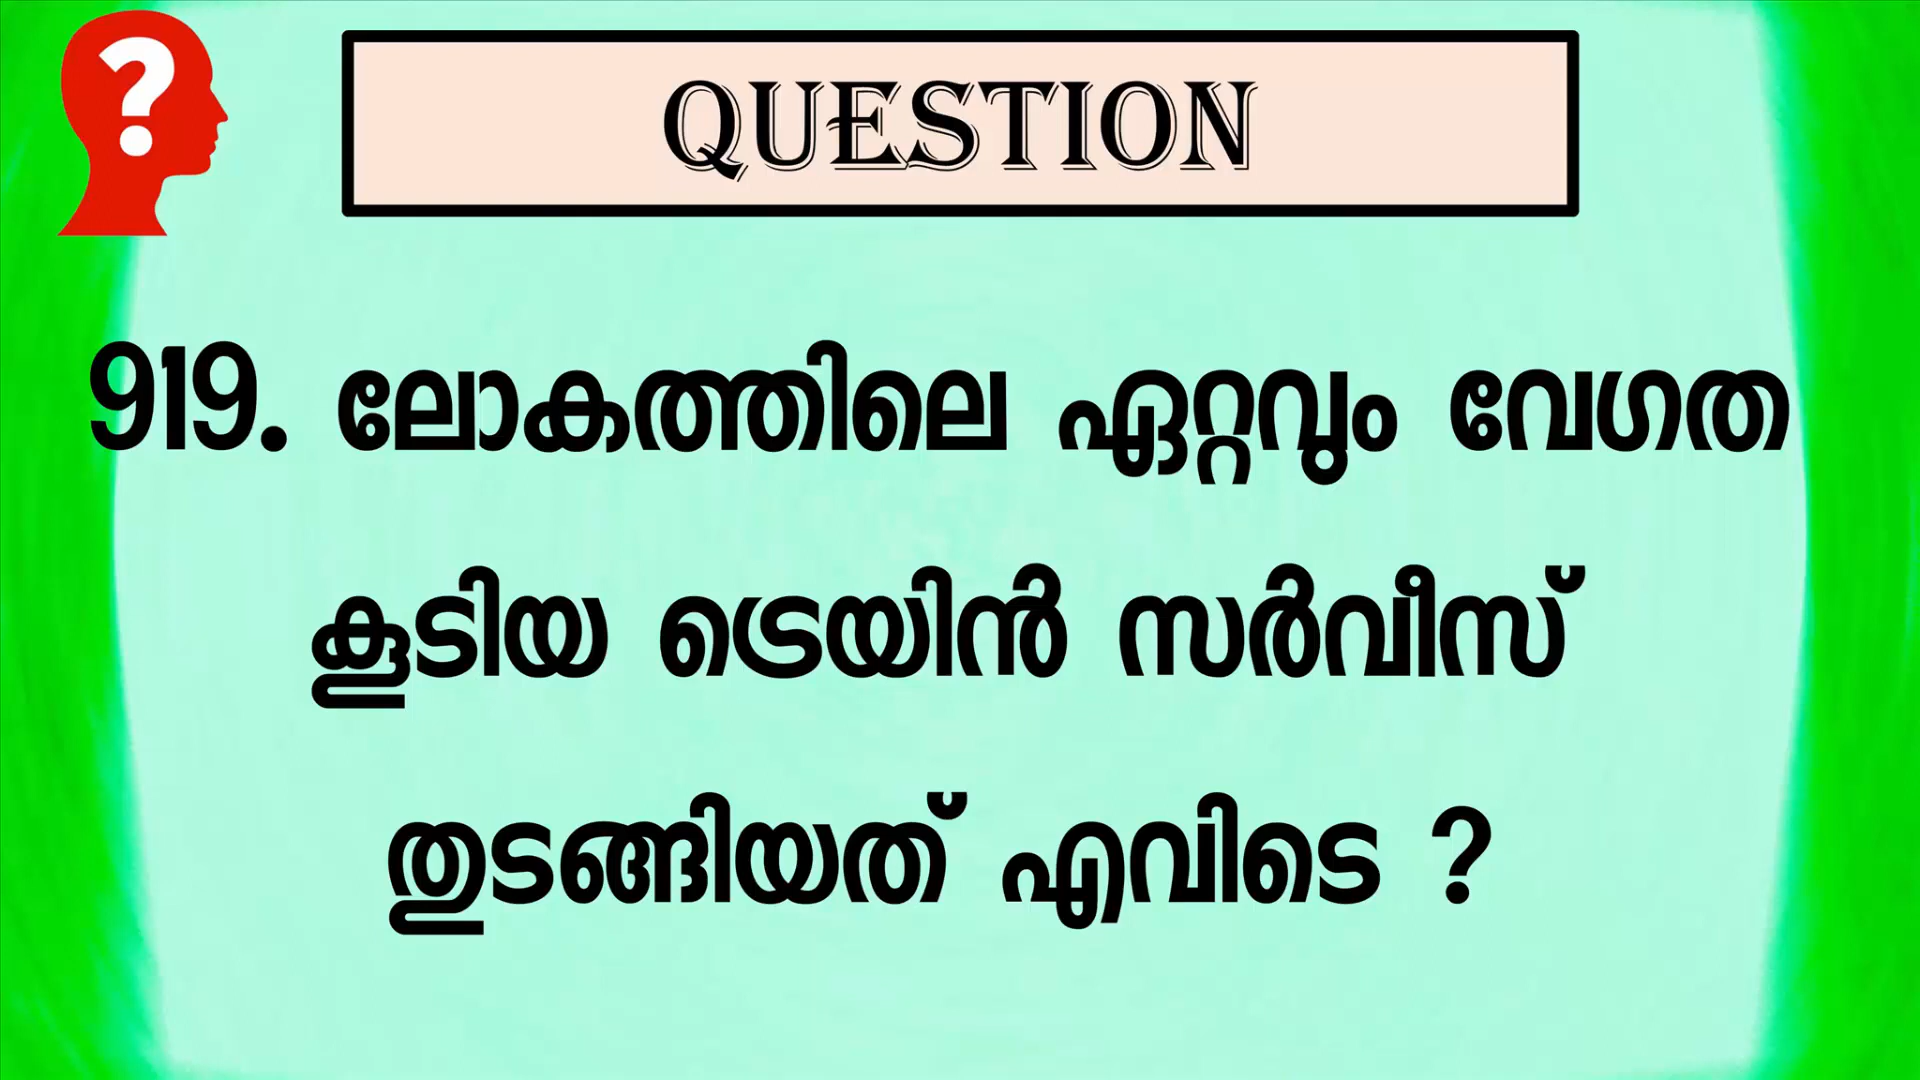 ?
QUESTION
919. ലോകത്തിലെ ഏറ്റവും വേഗത
കൂടിയ ട്രെയിൻ സർവീസ്
തുടങ്ങിയത് എവിടെ ?